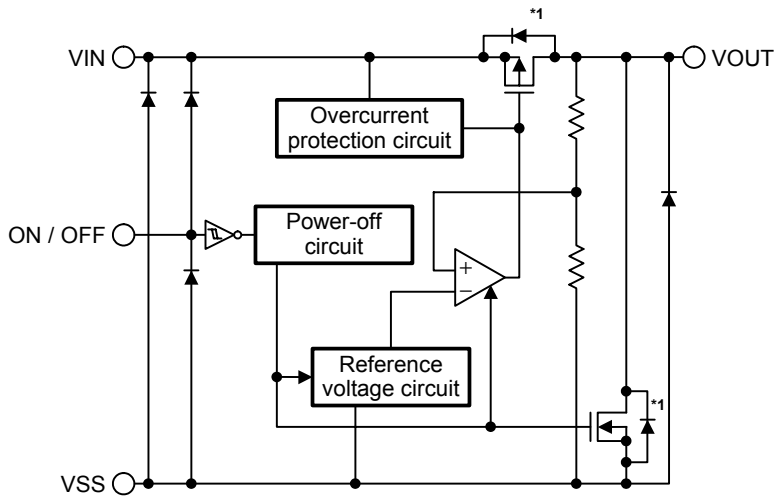 *1
VIN
VOUT
Overcurrent
protection circuit
ON / OFF
Power-off
circuit
+
−
Reference
voltage circuit
*1
VSS